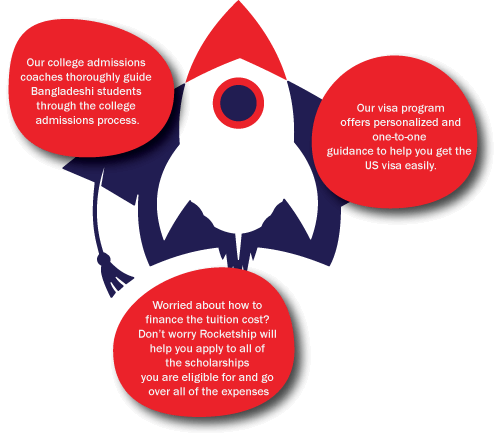 Our college admissions
coaches thoroughly guide
Bangladeshi students
through the college
admissions process.
Our visa program
offers personalized and
one-to-one
guidance to help you get the
US visa easily.
Worried about how to
finance the tuition cost?
Don't worry Rocketship will
help you apply to all of
the scholarships
you are eligible for and go
over all of the expenses